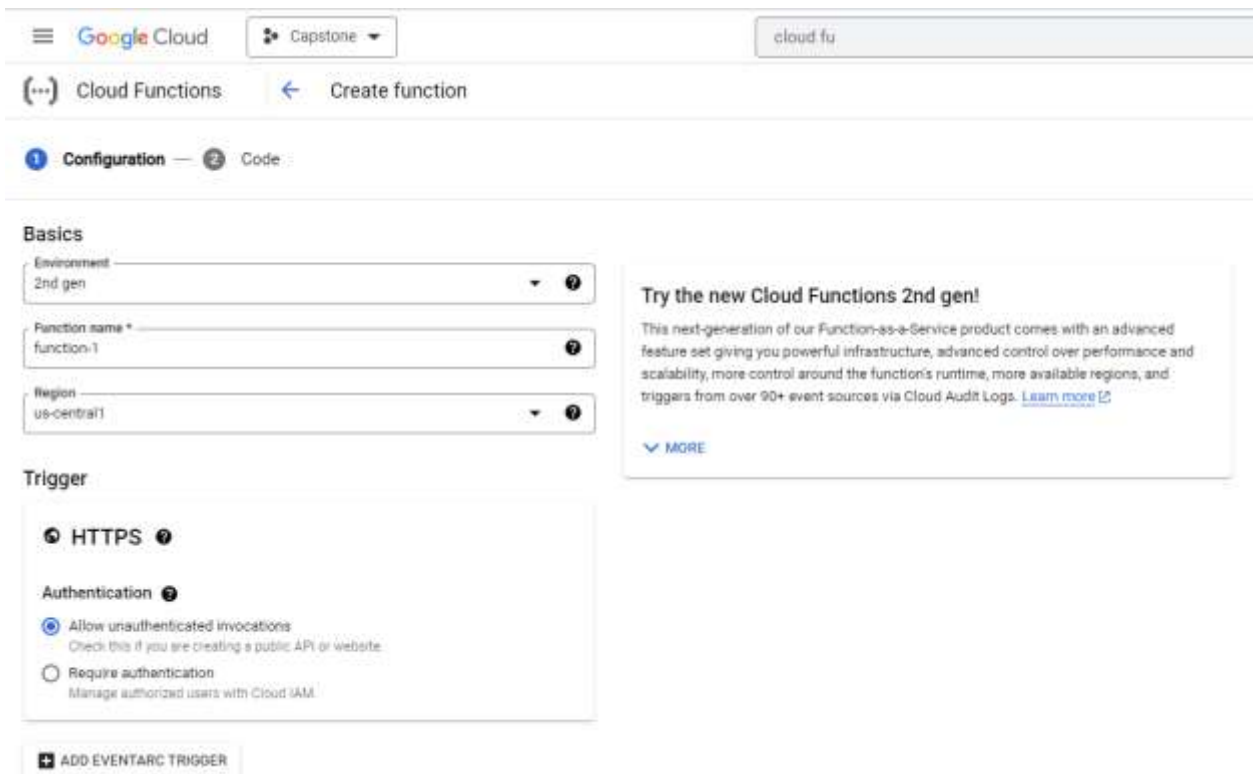 Google Cloud
Capstone
cloud fu
Cloud Functions
Create function
1 Configuration — 2 Code
Basics
Environment
2nd gen
Function name *
function-1
Region
us-central1
Try the new Cloud Functions 2nd gen!
This next-generation of our Function-as-a-Service product comes with an advanced
feature set giving you powerful infrastructure, advanced control over performance and
scalability, more control around the function's runtime, more available regions, and
triggers from over 90+ event sources via Cloud Audit Logs. Learn more
MORE
Trigger
HTTPS
Authentication
Allow unauthenticated invocations
Check this if you are creating a public API or website.
Require authentication
Manage authorized users with Cloud IAM.
ADD EVENTARC TRIGGER